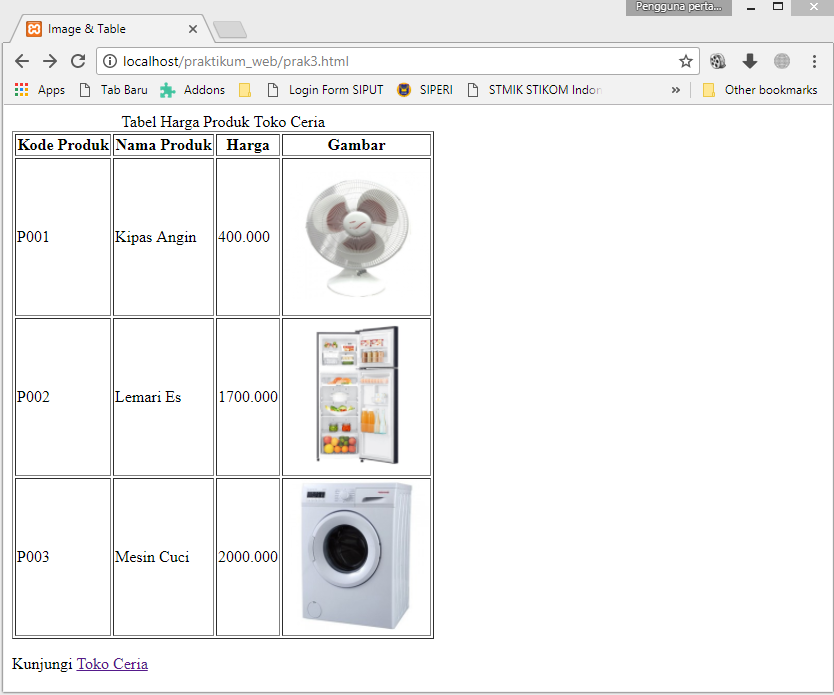 Pengguna perta...
Image & Table
localhost/praktikum_web/prak3.html
Apps Tab Baru Addons Login Form SIPUT SIPERI STMIK STIKOM Indon » Other bookmarks
Tabel Harga Produk Toko Ceria
Kode Produk Nama Produk Harga Gambar
P001 Kipas Angin 400.000
P002 Lemari Es 1700.000
P003 Mesin Cuci 2000.000
Kunjungi Toko Ceria